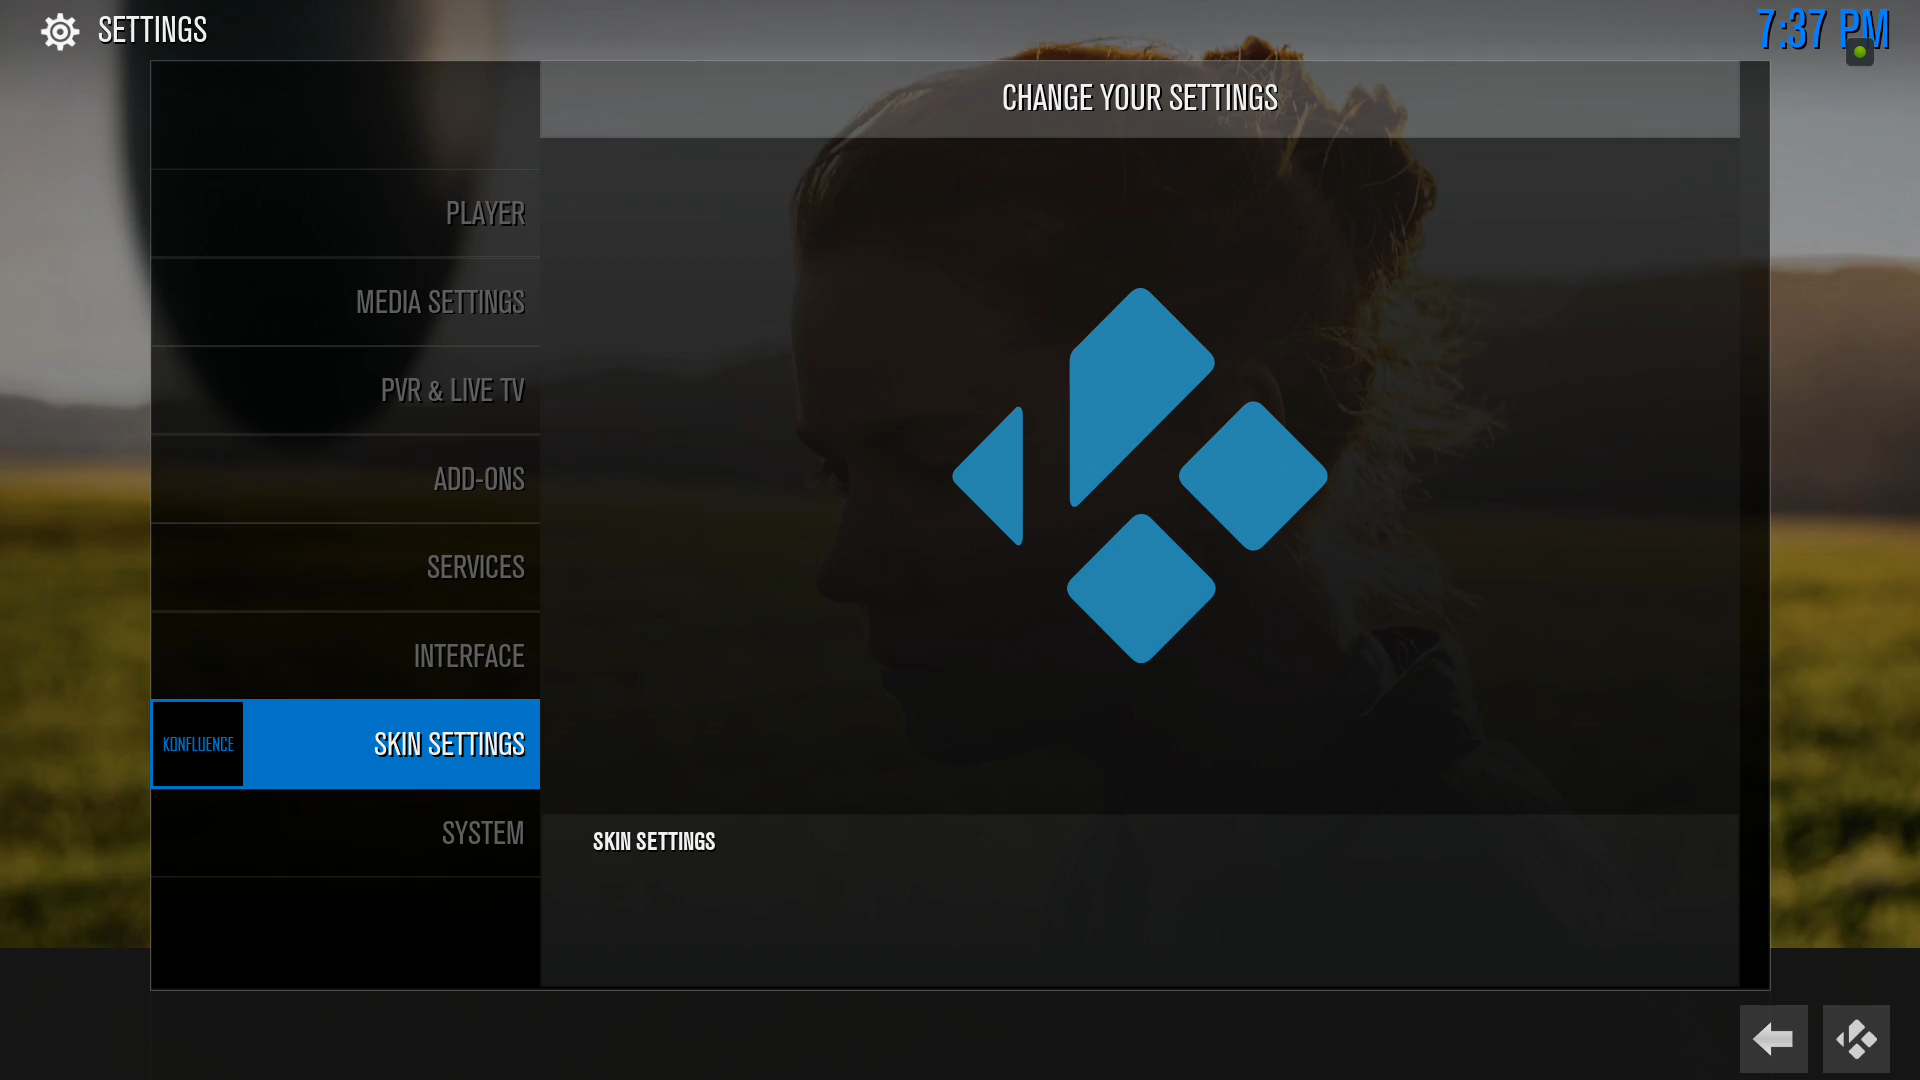 SETTINGS
7:37 PM
CHANGE YOUR SETTINGS
PLAYER
MEDIA SETTINGS
PVR & LIVE TV
ADD-ONS
SERVICES
INTERFACE
KONFLUENCE
SKIN SETTINGS
SYSTEM
SKIN SETTINGS